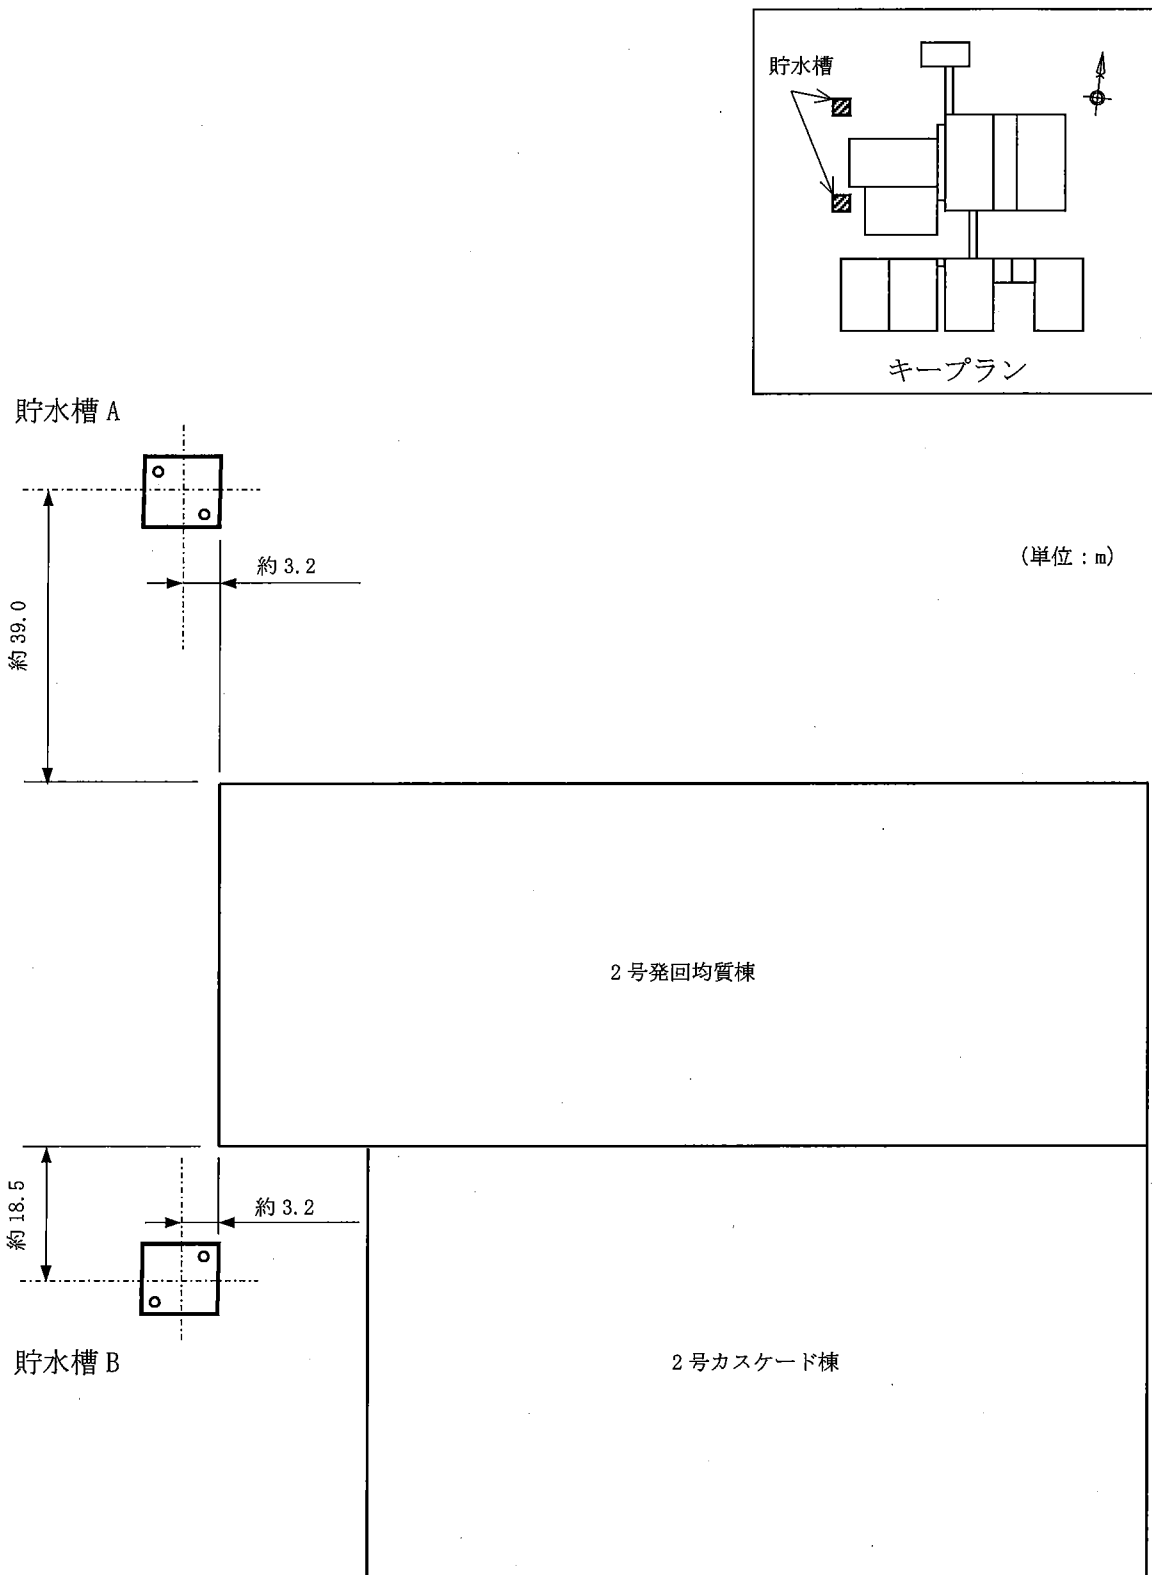 貯水槽
キープラン
貯水槽 A
(単位：m)
約 3.2
約 39.0
2 号発回均質棟
約 18.5
約 3.2
貯水槽 B
2 号カスケード棟